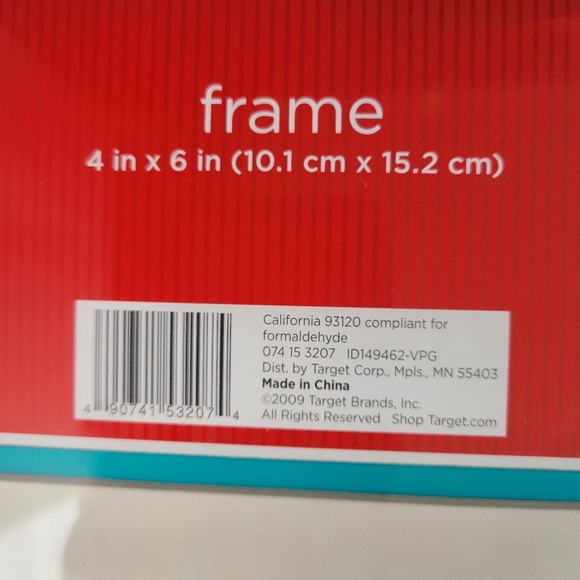 frame
4 in x 6 in (10.1 cm x 15.2 cm)
California 93120 compliant for
formaldehyde
074 15 3207 ID149462-VPG
Dist. by Target Corp., Mpls., MN 55403
Made in China
©2009 Target Brands, Inc.
All Rights Reserved Shop Target.com
4 90741 53207 4